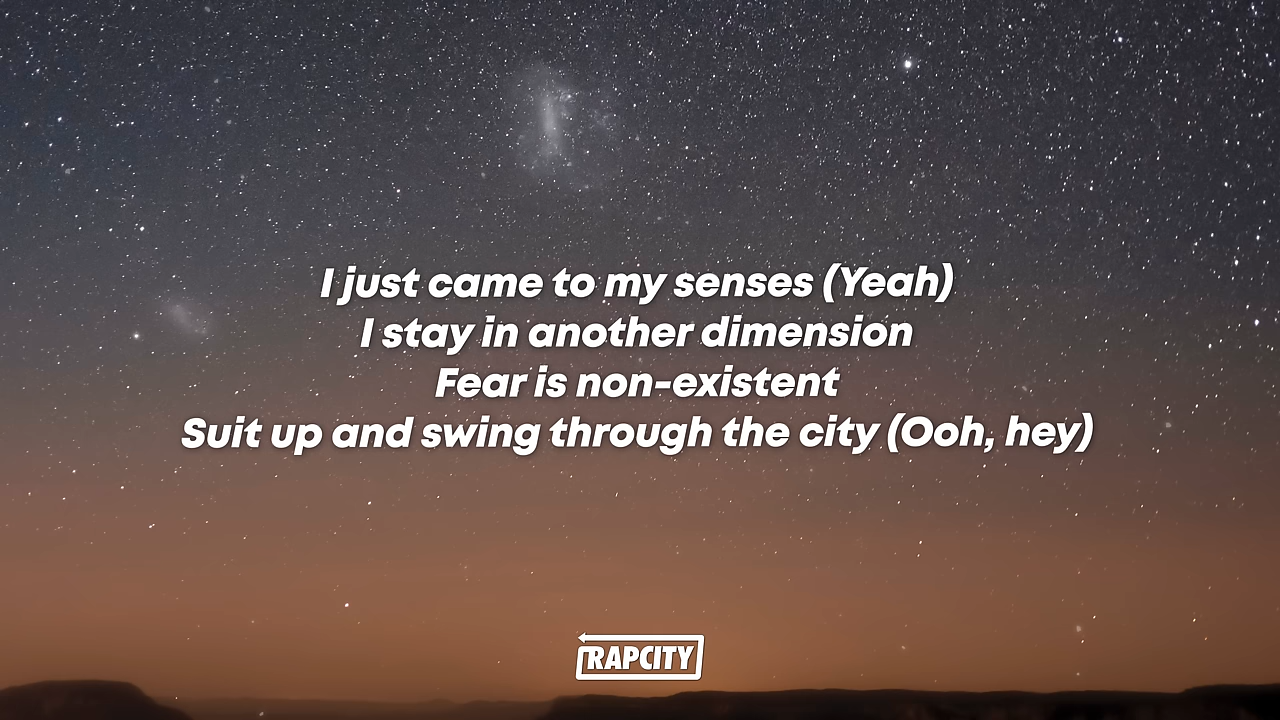 I just came to my senses (Yeah)
I stay in another dimension
Fear is non-existent
Suit up and swing through the city (Ooh, hey)
RAPCITY